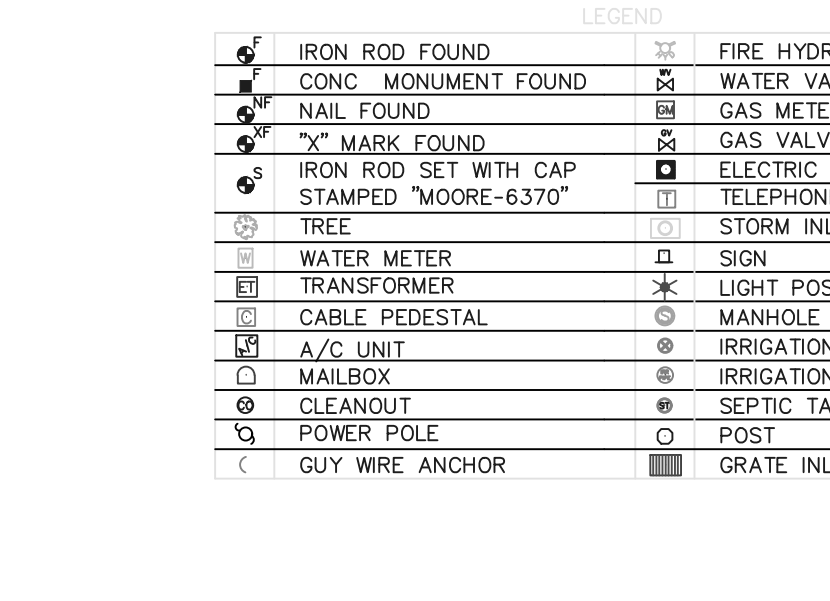 LEGEND
F IRON ROD FOUND FIRE HYDR
F CONC MONUMENT FOUND WV WATER VA
NF NAIL FOUND GM GAS METE
XF "X" MARK FOUND GV GAS VALV
S IRON ROD SET WITH CAP ELECTRIC
STAMPED "MOORE-6370" T TELEPHON
TREE STORM INL
W WATER METER SIGN
ET TRANSFORMER LIGHT POS
C CABLE PEDESTAL S MANHOLE
A/C A/C UNIT IRRIGATION
MAILBOX IRRIGATION
CO CLEANOUT ST SEPTIC TA
POWER POLE POST
GUY WIRE ANCHOR GRATE INL